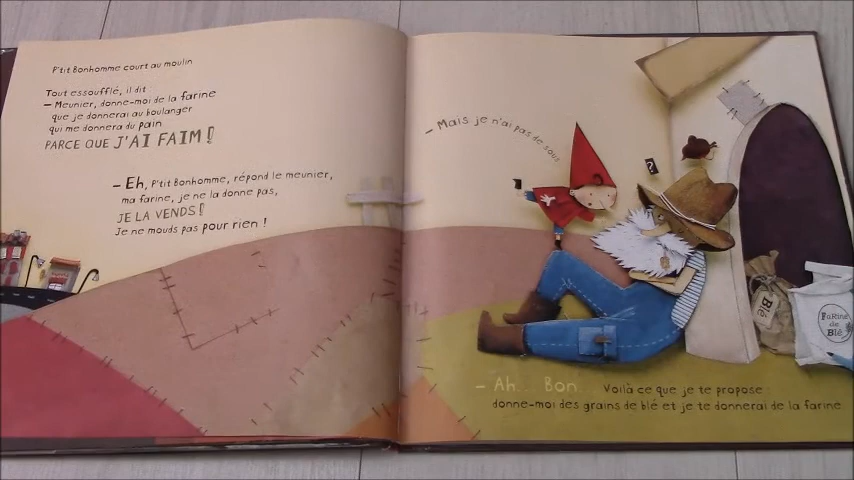 P'tit Bonhomme court au moulin
Tout essoufflé, il dit :
– Meunier, donne-moi de la farine
que je donnerai au boulanger
qui me donnera du pain
PARCE QUE J'AI FAIM !
– Eh, P'tit Bonhomme, répond le meunier,
ma farine, je ne la donne pas,
JE LA VENDS !
Je ne mouds pas pour rien !
– Mais je n'ai pas de sous
?
Blé
FaRine
de
Blé
– Ah... Bon... Voilà ce que je te propose :
donne-moi des grains de blé et je te donnerai de la farine